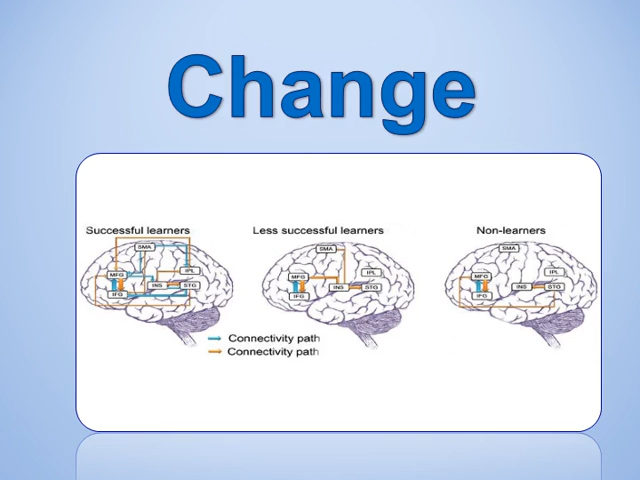 Change
Successful learners
Less successful learners
Non-learners
SMA
MFG
IPL
INS
STG
IFG
SMA
MFG
IPL
INS
STG
IFG
SMA
MFG
IPL
INS
STG
IFG
Connectivity path
Connectivity path